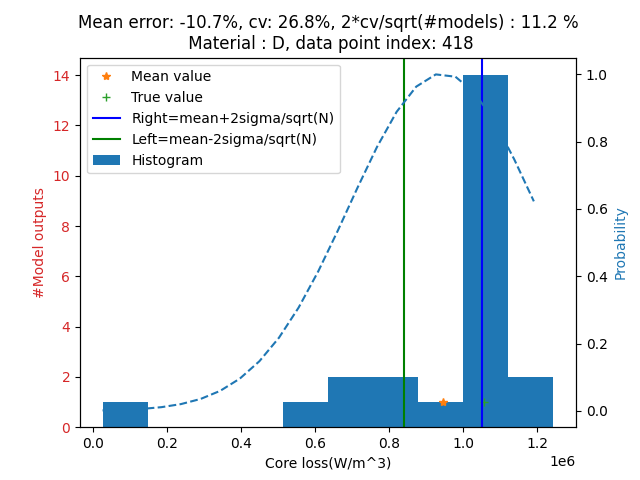 Mean error: -10.7%, cv: 26.8%, 2*cv/sqrt(#models) : 11.2 %
Material : D, data point index: 418
Mean value
True value
Right=mean+2sigma/sqrt(N)
Left=mean-2sigma/sqrt(N)
Histogram
#Model outputs
14
12
10
8
6
4
2
0
Probability
1.0
0.8
0.6
0.4
0.2
0.0
0.0 0.2 0.4 0.6 0.8 1.0 1.2
1e6
Core loss(W/m^3)